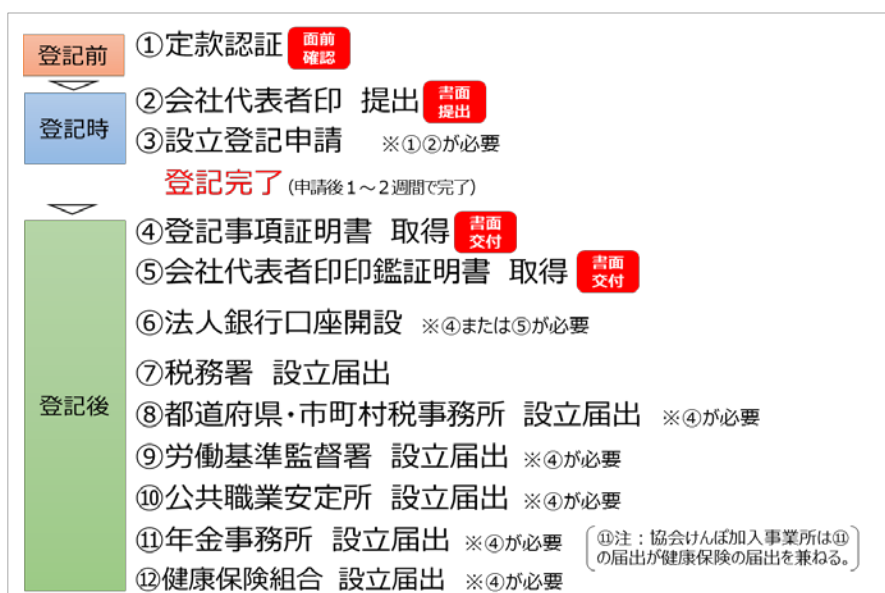 登記前
①定款認証 面前確認
登記時
②会社代表者印 提出 書面提出
③設立登記申請 ※①②が必要
登記完了(申請後1~2週間で完了)
登記後
④登記事項証明書 取得 書面交付
⑤会社代表者印印鑑証明書 取得 書面交付
⑥法人銀行口座開設 ※④または⑤が必要
⑦税務署 設立届出
⑧都道府県・市町村税事務所 設立届出 ※④が必要
⑨労働基準監督署 設立届出 ※④が必要
⑩公共職業安定所 設立届出 ※④が必要
⑪年金事務所 設立届出 ※④が必要
⑪注:協会けんぽ加入事業所は⑪
の届出が健康保険の届出を兼ねる。
⑫健康保険組合 設立届出 ※④が必要